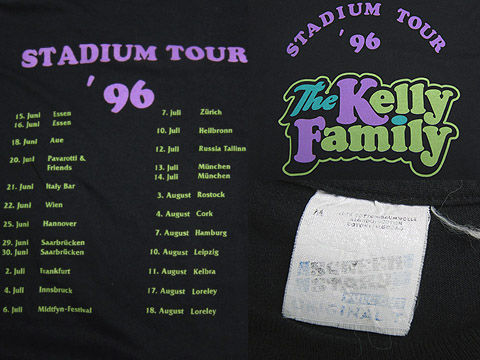 STADIUM TOUR
'96
15. Juni Essen
16. Juni Essen
18. Juni Aue
20. Juni Pavarotti &
Friends
21. Juni Italy Bar
22. Juni Wien
25. Juni Hannover
29. Juni Saarbrücken
30. Juni Saarbrücken
2. Juli Frankfurt
4. Juli Innsbruck
6. Juli Midtfyn-Festival
7. Juli Zürich
10. Juli Heilbronn
12. Juli Russia Tallinn
13. Juli München
14. Juli München
3. August Rostock
4. August Cork
7. August Hamburg
10. August Leipzig
11. August Kelbra
17. August Loreley
18. August Loreley
STADIUM TOUR
'96
The Kelly
Family
ORIGINAL